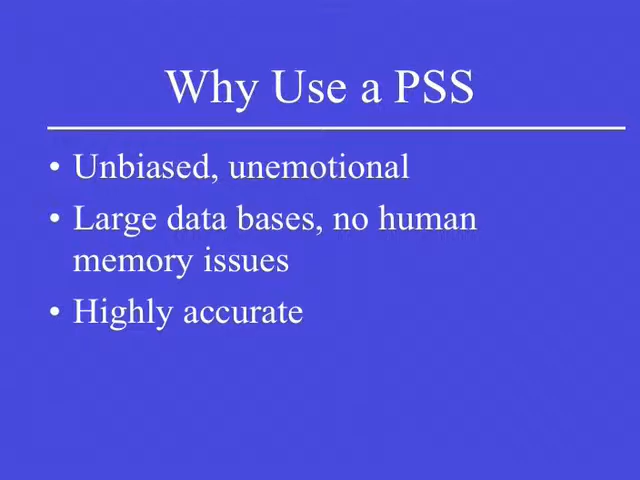 Why Use a PSS
• Unbiased, unemotional
• Large data bases, no human
memory issues
• Highly accurate